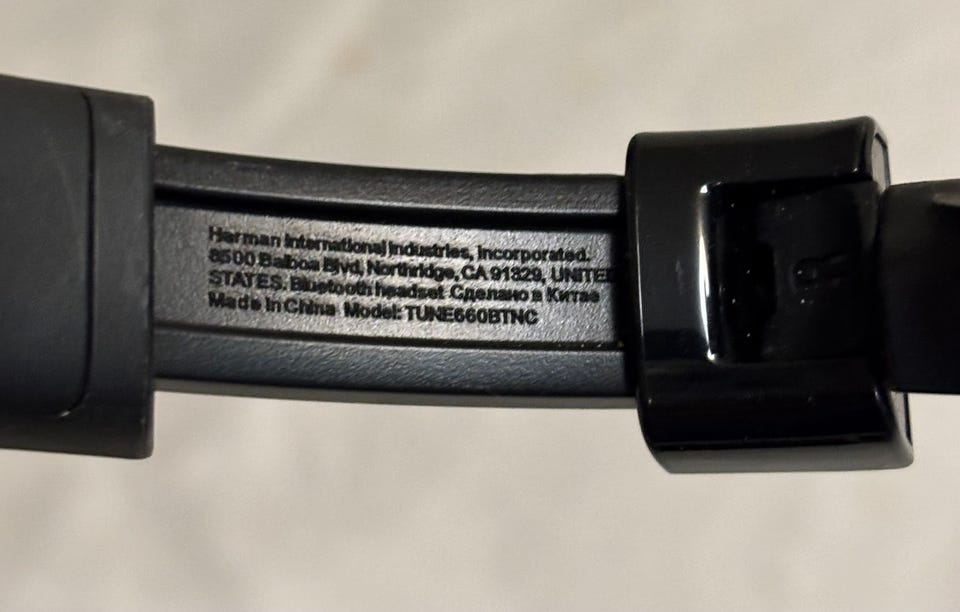 Harman International Industries, Incorporated.
8500 Balboa Blvd, Northridge, CA 91329, UNITED
STATES. Bluetooth headset Сделано в Китае
Made in China Model: TUNE660BTNC